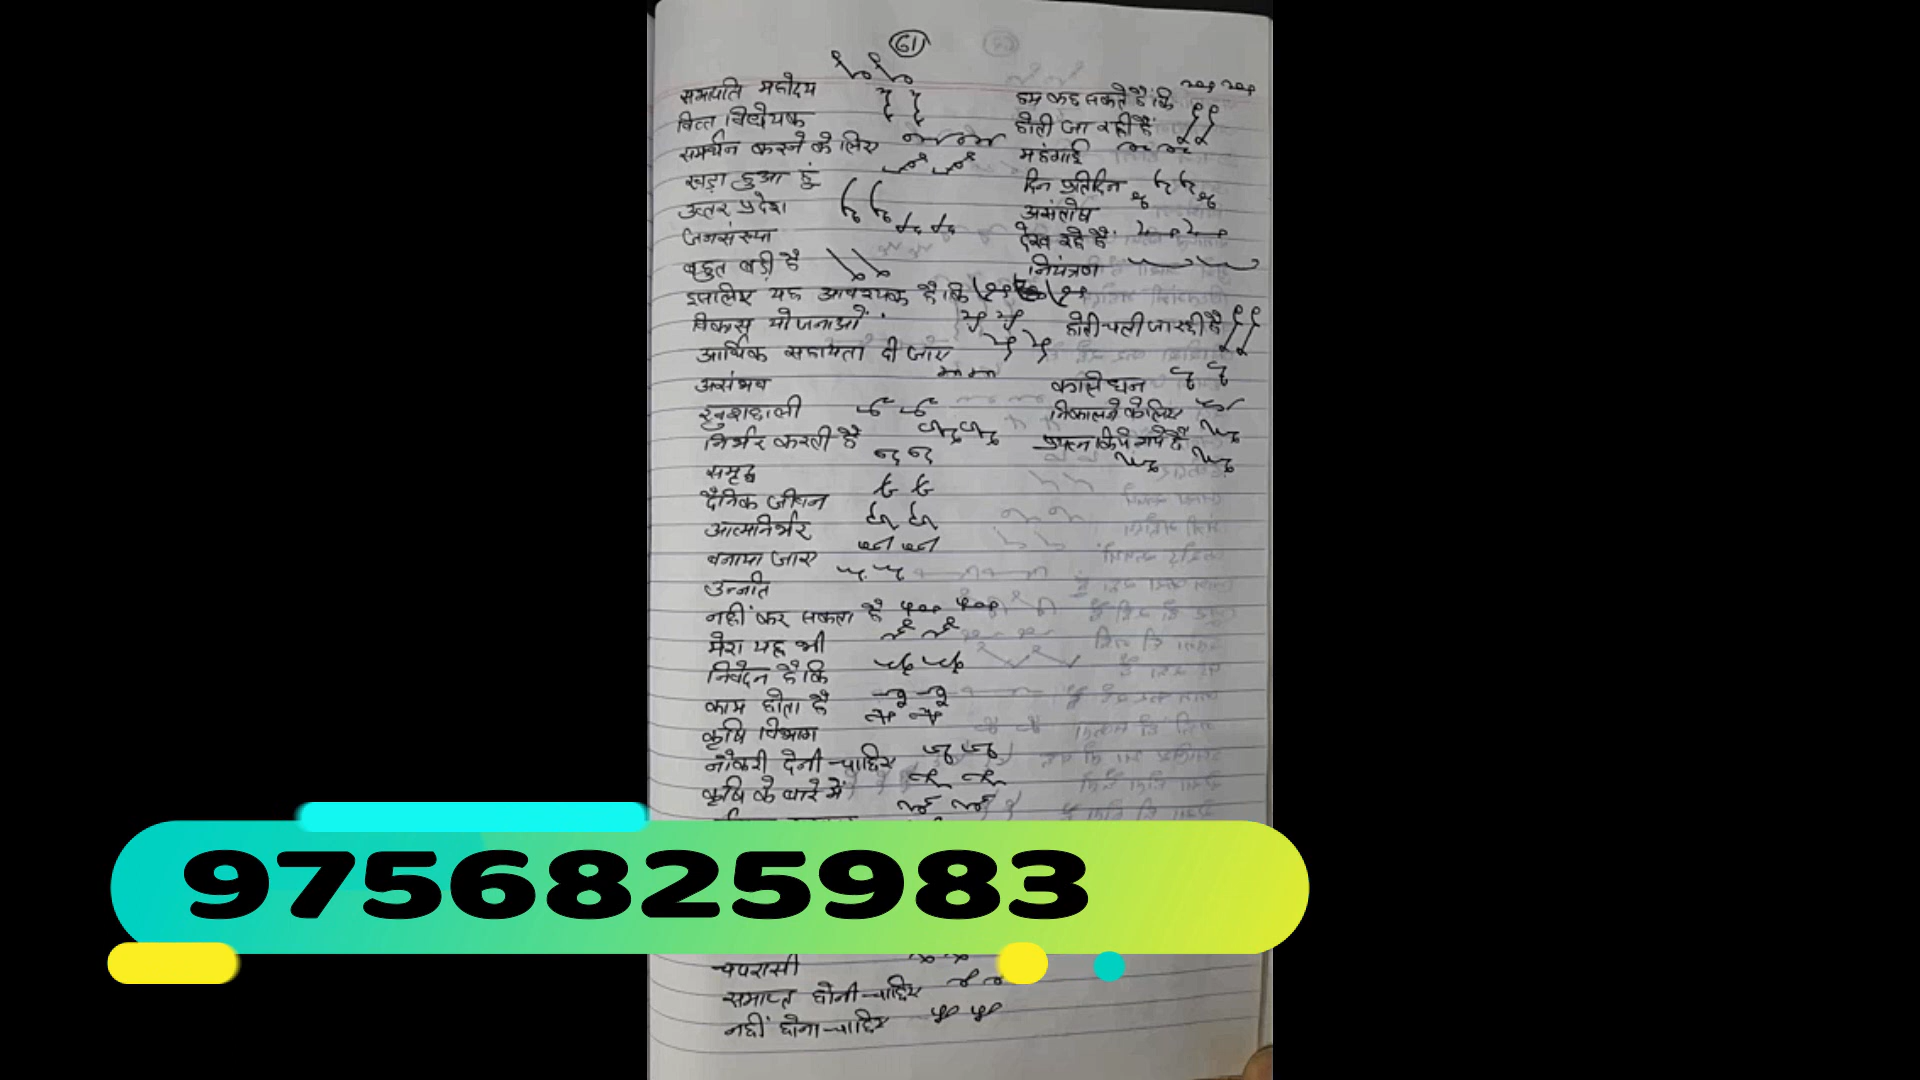 61
सभापति महोदय
वित्त विधेयक
समर्थन करने के लिए
खड़ा हुआ हूं
उत्तर प्रदेश
जनसंख्या
बहुत बड़ी है
इसलिए यह आवश्यक है कि
विकास योजनाओं
आर्थिक सहायता दी जाए
असंभव
खुशहाली
निर्भर करती है
समृद्ध
दैनिक जीवन
आत्मनिर्भर
बनाया जाए
उन्नति
नहीं कर सकता है
मेरा यह भी
निवेदन है कि
काम होता है
कृषि विभाग
नौकरी देनी चाहिए
कृषि के बारे में
चपरासी
समाप्त होनी चाहिए
नहीं होना चाहिए
हम कह सकते हैं कि
होती जा रही है
महंगाई
दिन प्रतिदिन
असंतोष
देख रहे हैं
नियंत्रण
होती चली जा रही है
काले धन
निकालने के लिए
प्रयत्न किये गये हैं
9756825983